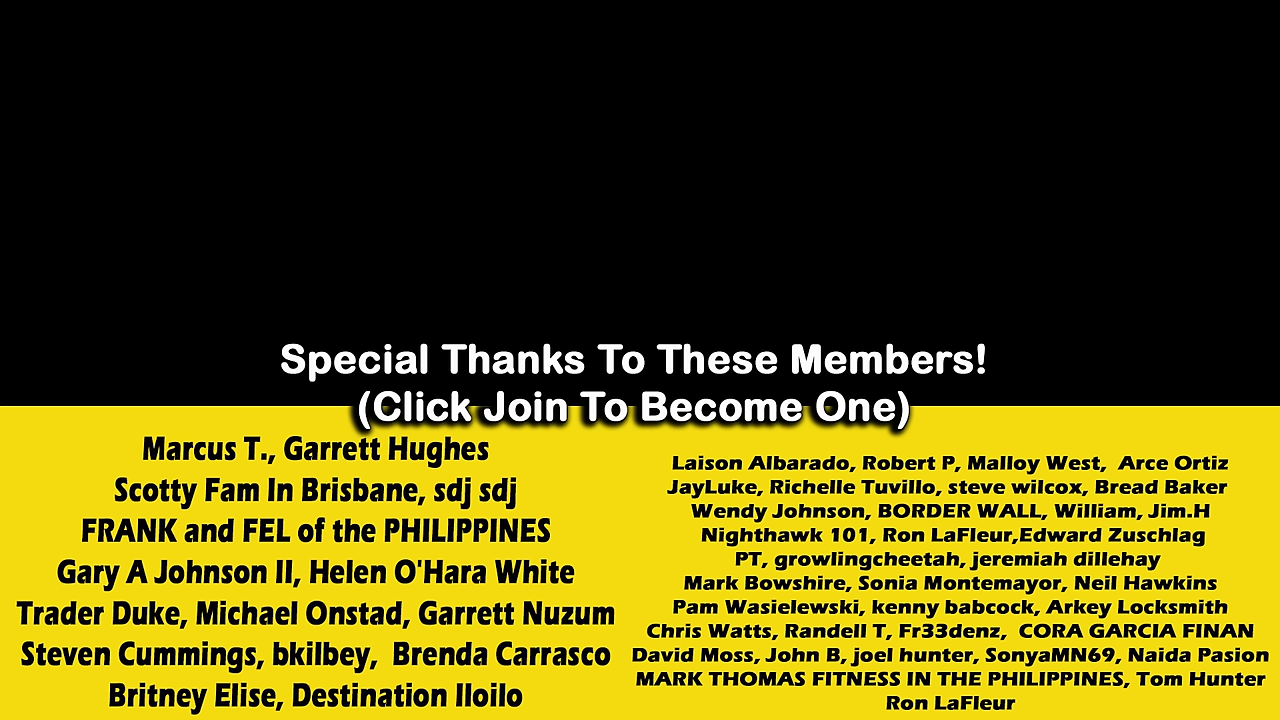 Special Thanks To These Members!
(Click Join To Become One)
Marcus T., Garrett Hughes
Scotty Fam In Brisbane, sdj sdj
FRANK and FEL of the PHILIPPINES
Gary A Johnson II, Helen O'Hara White
Trader Duke, Michael Onstad, Garrett Nuzum
Steven Cummings, bkilbey,  Brenda Carrasco
Britney Elise, Destination Iloilo
Laison Albarado, Robert P, Malloy West,  Arce Ortiz
JayLuke, Richelle Tuvillo, steve wilcox, Bread Baker
Wendy Johnson, BORDER WALL, William, Jim.H
Nighthawk 101, Ron LaFleur,Edward Zuschlag
PT, growlingcheetah, jeremiah dillehay
Mark Bowshire, Sonia Montemayor, Neil Hawkins
Pam Wasielewski, kenny babcock, Arkey Locksmith
Chris Watts, Randell T, Fr33denz,  CORA GARCIA FINAN
David Moss, John B, joel hunter, SonyaMN69, Naida Pasion
MARK THOMAS FITNESS IN THE PHILIPPINES, Tom Hunter
Ron LaFleur